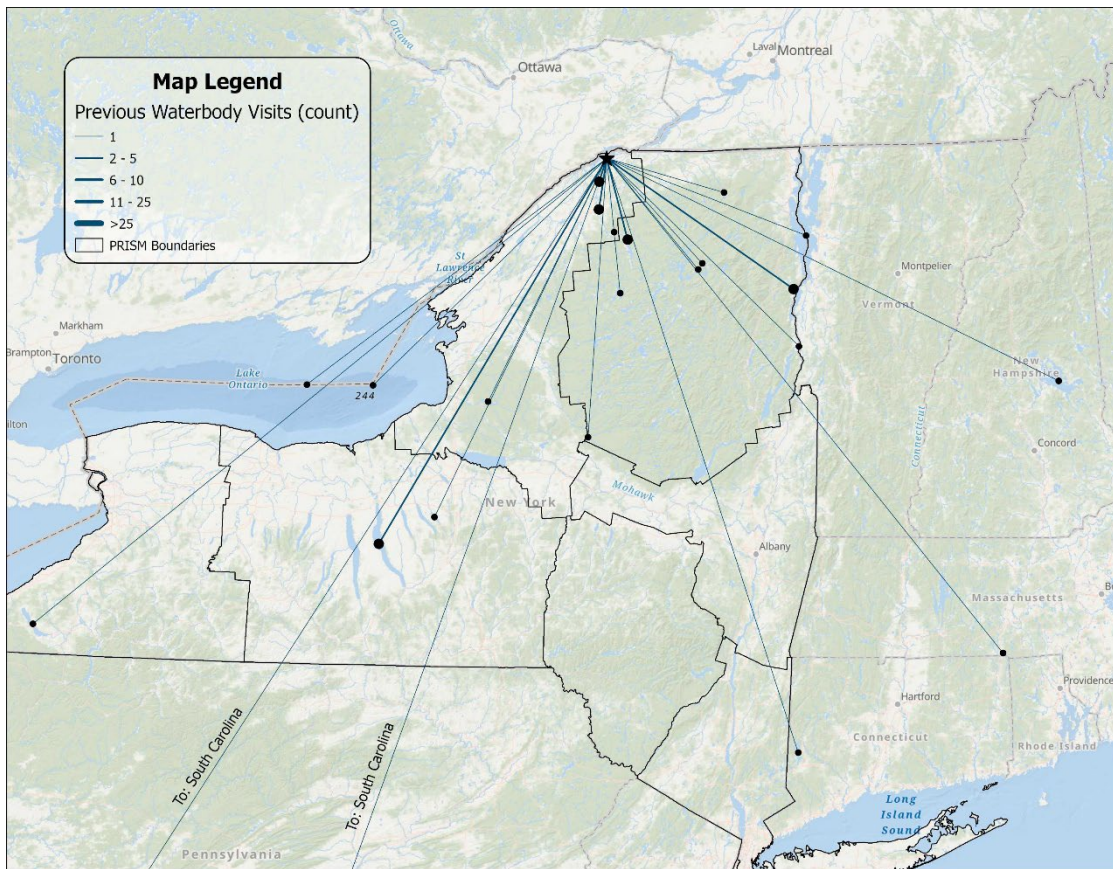 Ottawa
Laval
Montreal
Ottawa
Map Legend
Previous Waterbody Visits (count)
1
2 - 5
6 - 10
11 - 25
>25
PRISM Boundaries
St
Lawrence
River
Montpelier
Vermont
Markham
Brampton
Toronto
Lake
Ontario
244
New
Hampshire
Connecticut
Concord
New York
Mohawk
Albany
Massachusetts
Providence
Hartford
Connecticut
Rhode Island
To: South Carolina
To: South Carolina
Long
Island
Sound
Pennsylvania